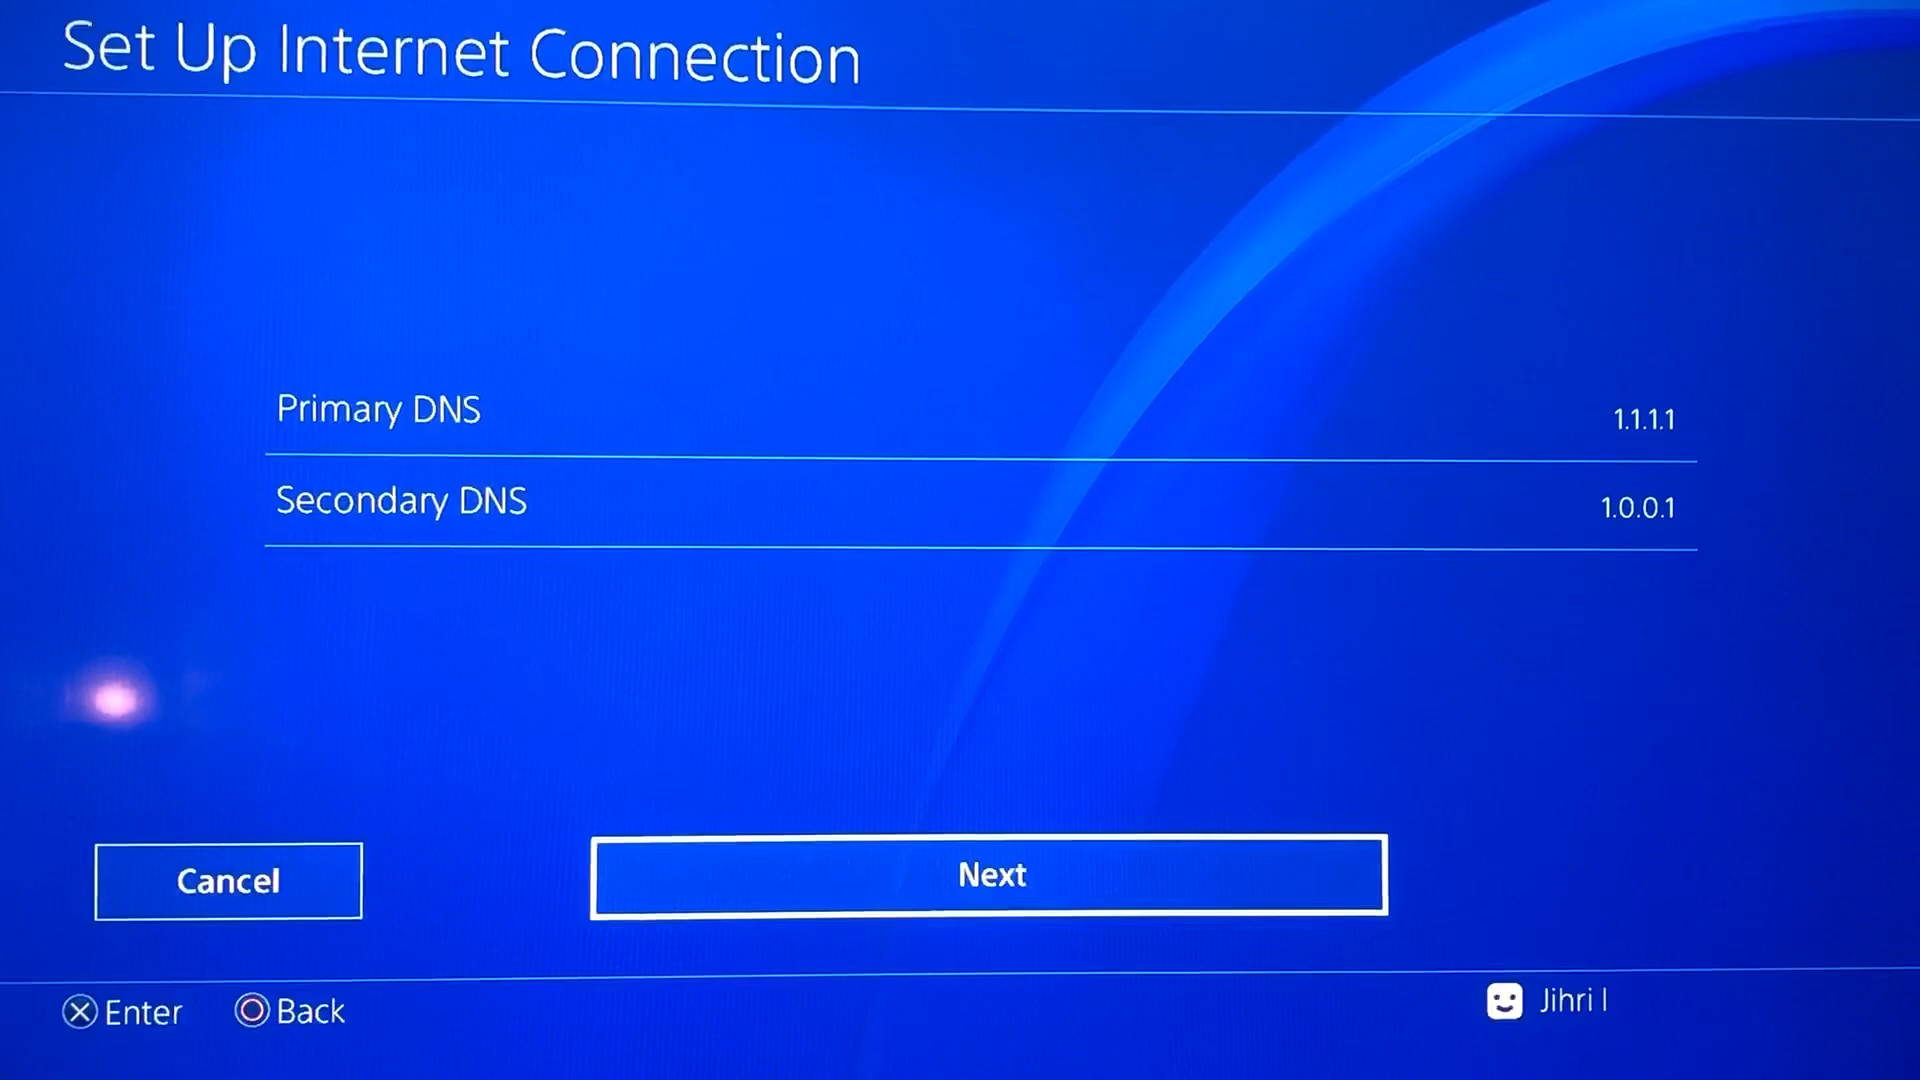 Set Up Internet Connection
Primary DNS 1.1.1.1
Secondary DNS 1.0.0.1
Cancel Next
Enter Back Jihri I